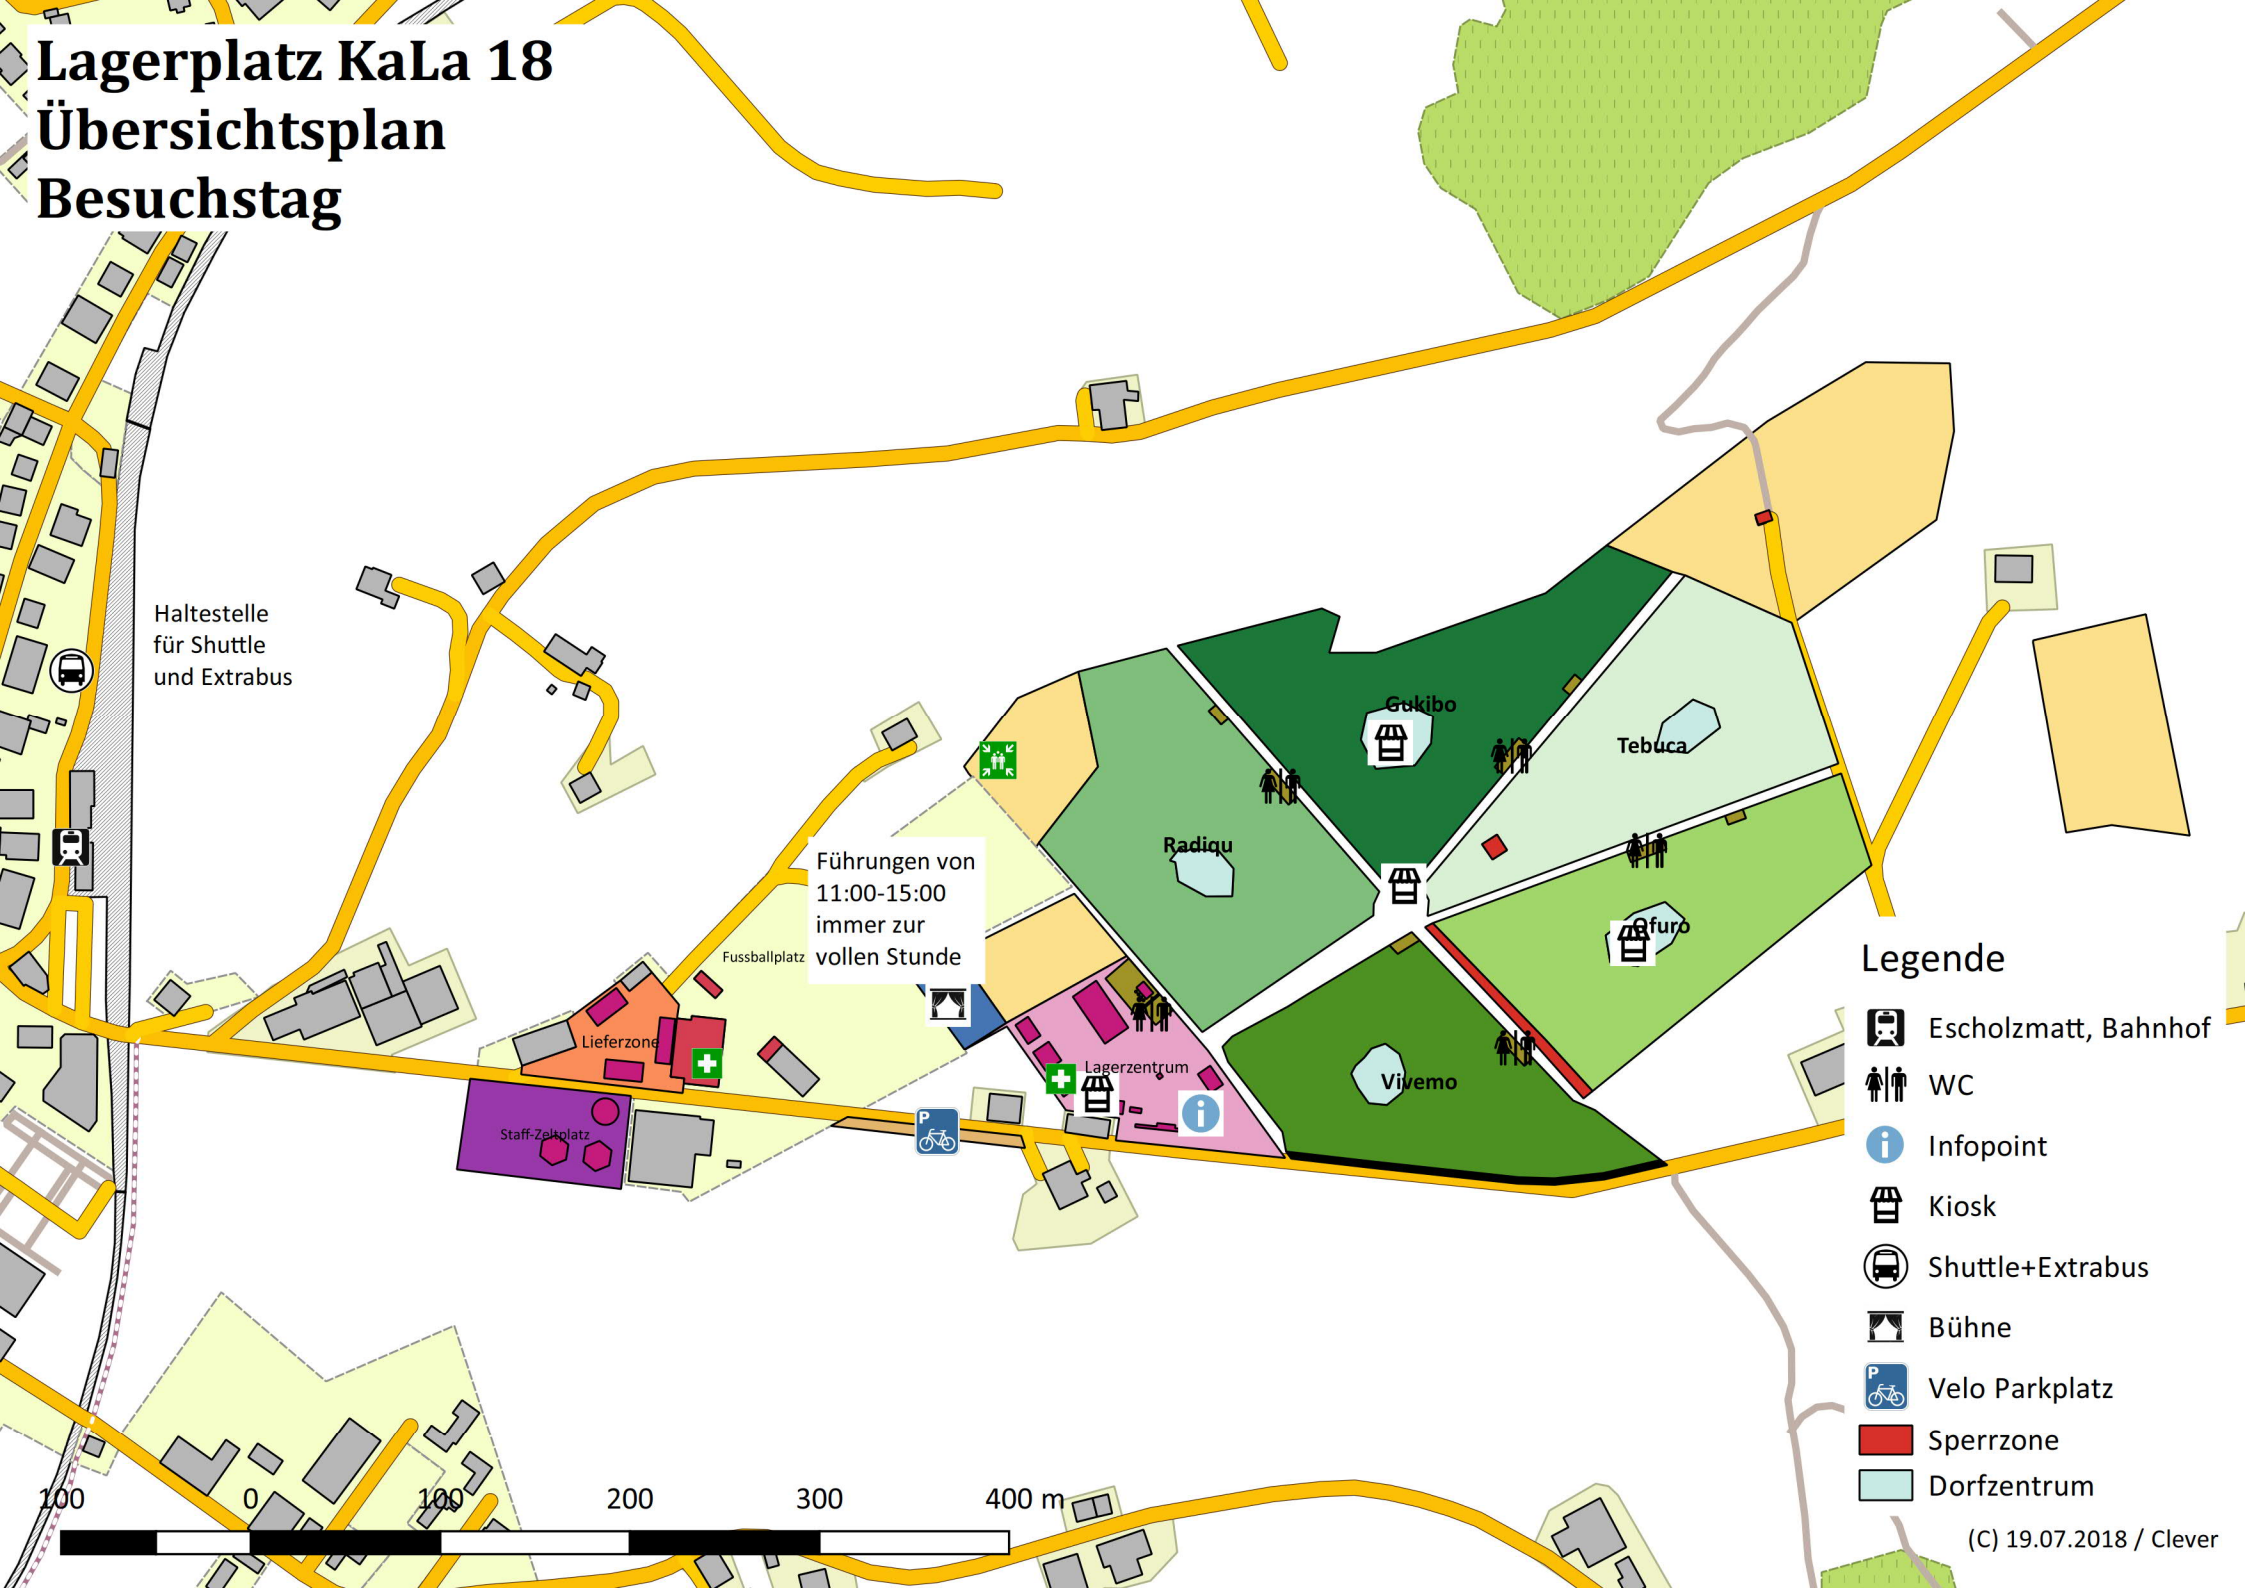 Lagerplatz KaLa 18
Übersichtsplan
Besuchstag
Haltestelle
für Shuttle
und Extrabus
Gukibo
Tebuca
Radiqu
Führungen von
11:00-15:00
immer zur
vollen Stunde
Fussballplatz
Ofuro
Lieferzone
Lagerzentrum
Vivemo
Staff-Zeltplatz
P
Legende
Escholzmatt, Bahnhof
WC
i Infopoint
Kiosk
Shuttle+Extrabus
Bühne
P Velo Parkplatz
Sperrzone
Dorfzentrum
i
100 0 100 200 300 400 m
(C) 19.07.2018 / Clever